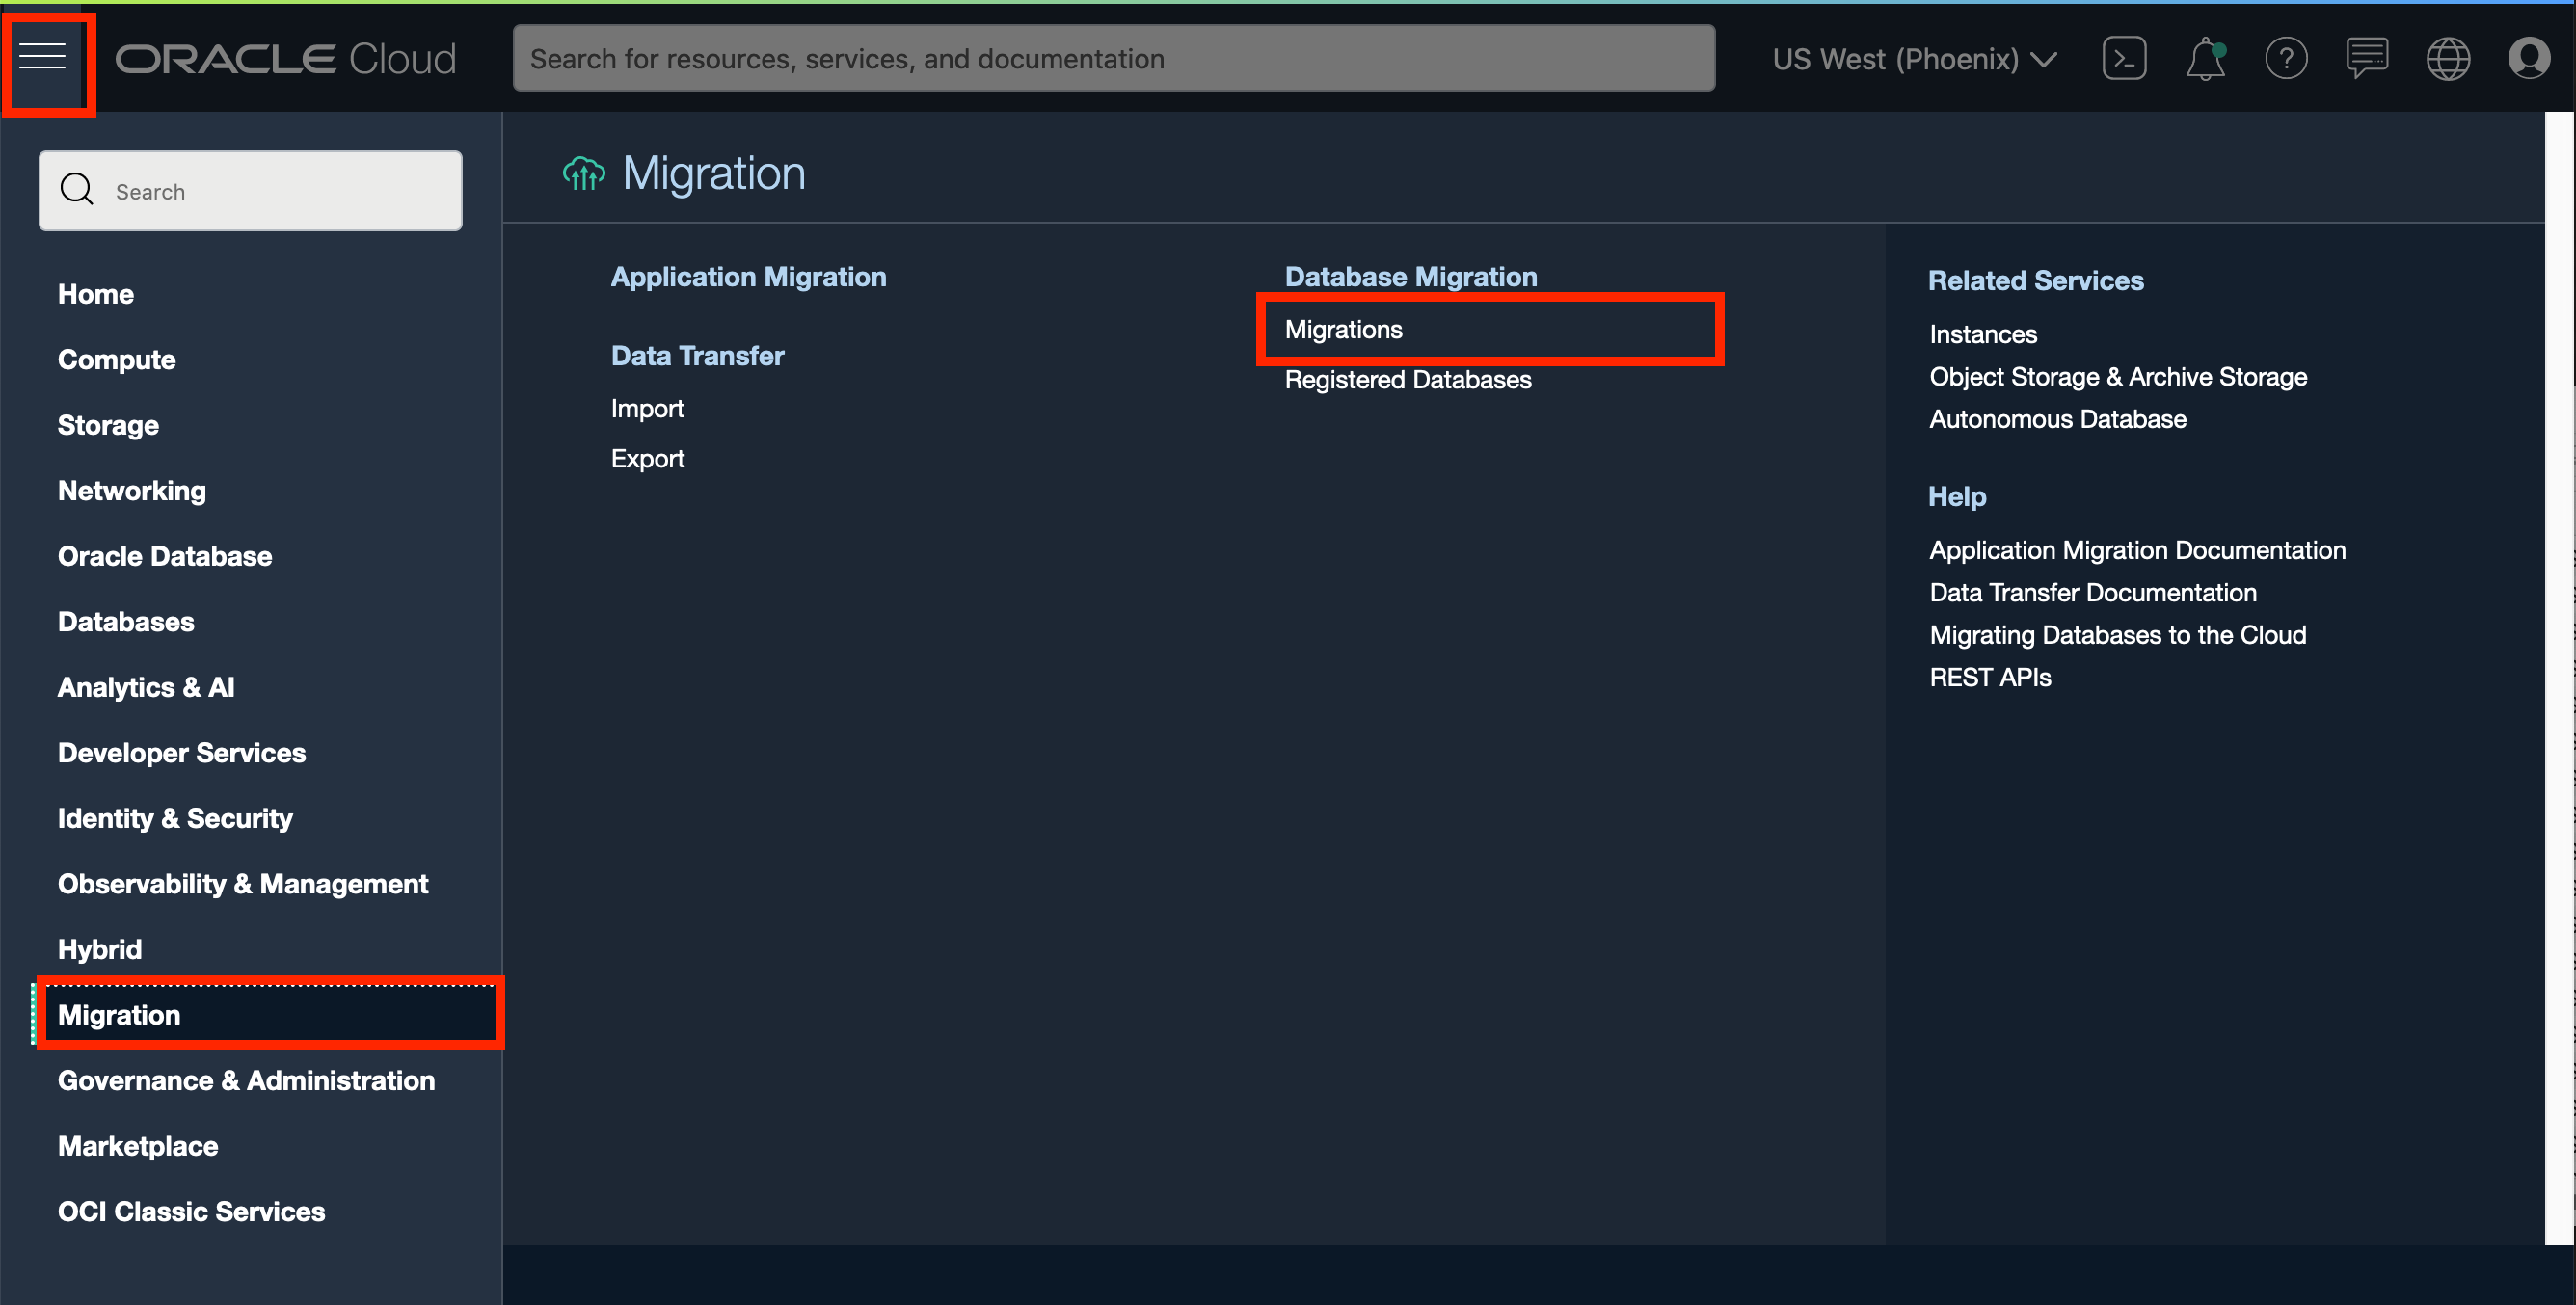 ORACLE Cloud
Search for resources, services, and documentation
US West (Phoenix)
Search
Home
Compute
Storage
Networking
Oracle Database
Databases
Analytics & AI
Developer Services
Identity & Security
Observability & Management
Hybrid
Migration
Governance & Administration
Marketplace
OCI Classic Services
Migration
Application Migration
Data Transfer
Import
Export
Database Migration
Migrations
Registered Databases
Related Services
Instances
Object Storage & Archive Storage
Autonomous Database
Help
Application Migration Documentation
Data Transfer Documentation
Migrating Databases to the Cloud
REST APIs